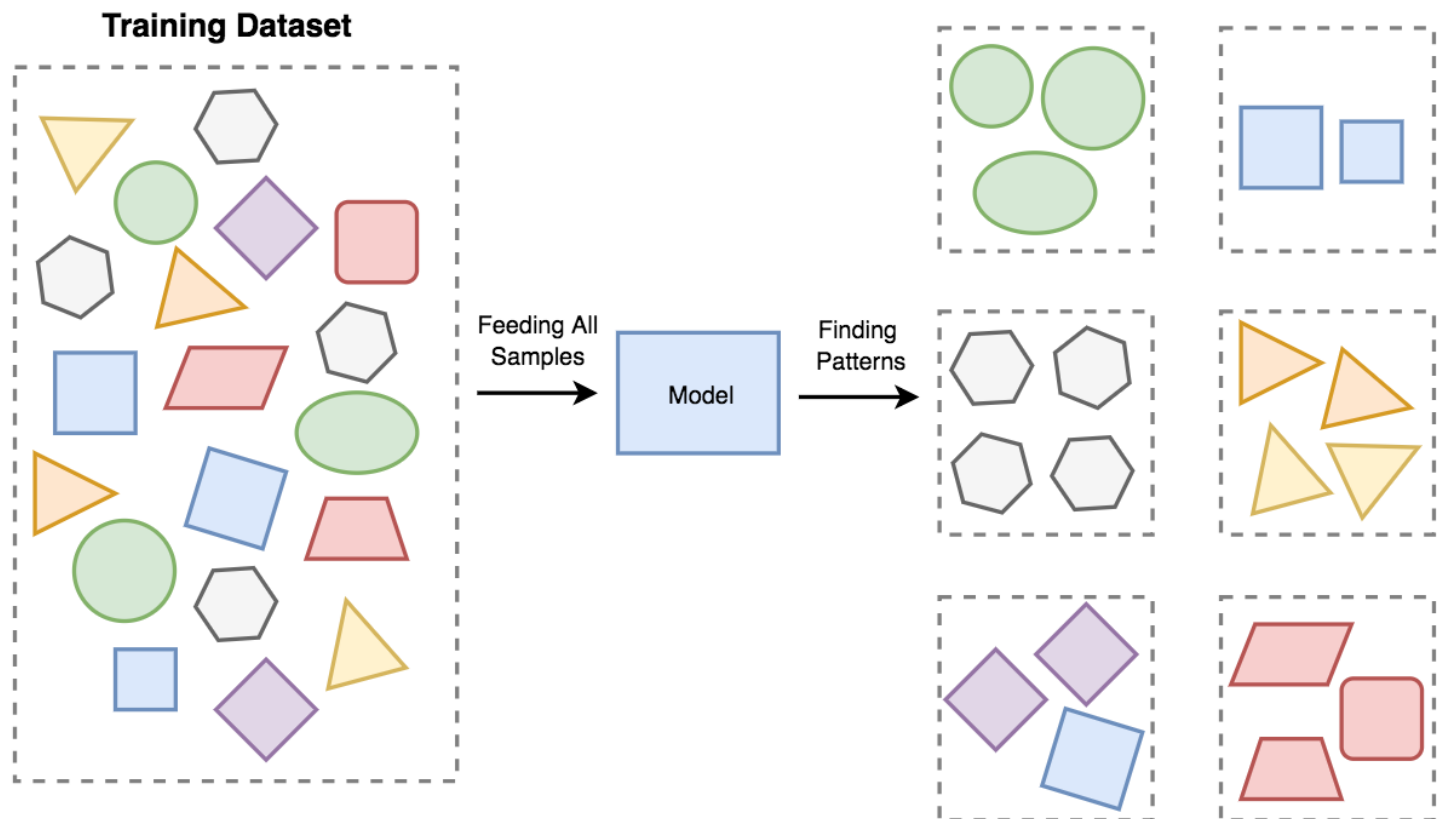 Training Dataset
Feeding All
Samples
Model
Finding
Patterns